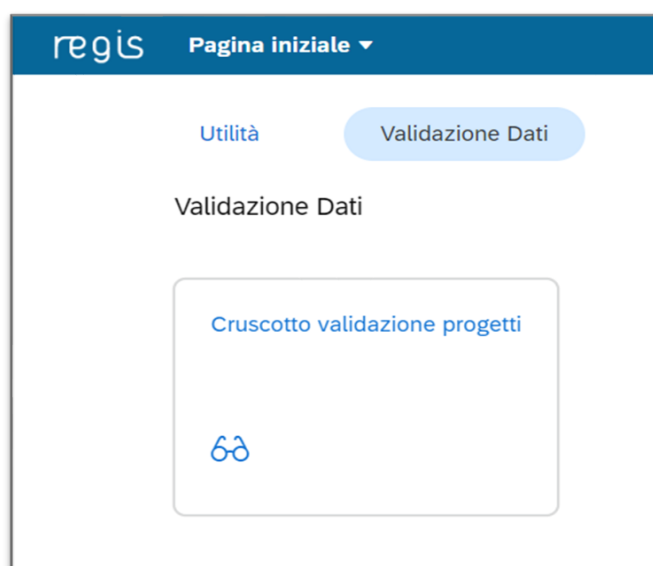 regis Pagina iniziale
Utilità Validazione Dati
Validazione Dati
Cruscotto validazione progetti